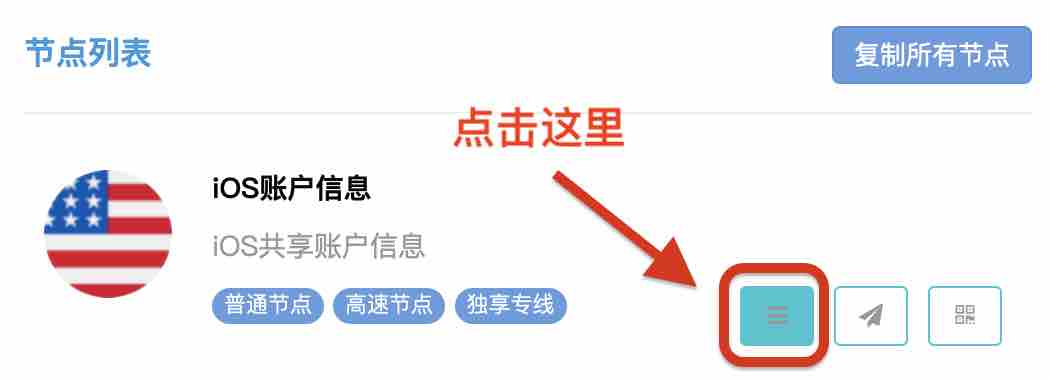 节点列表
复制所有节点
点击这里
iOS账户信息
iOS共享账户信息
普通节点 高速节点 独享专线